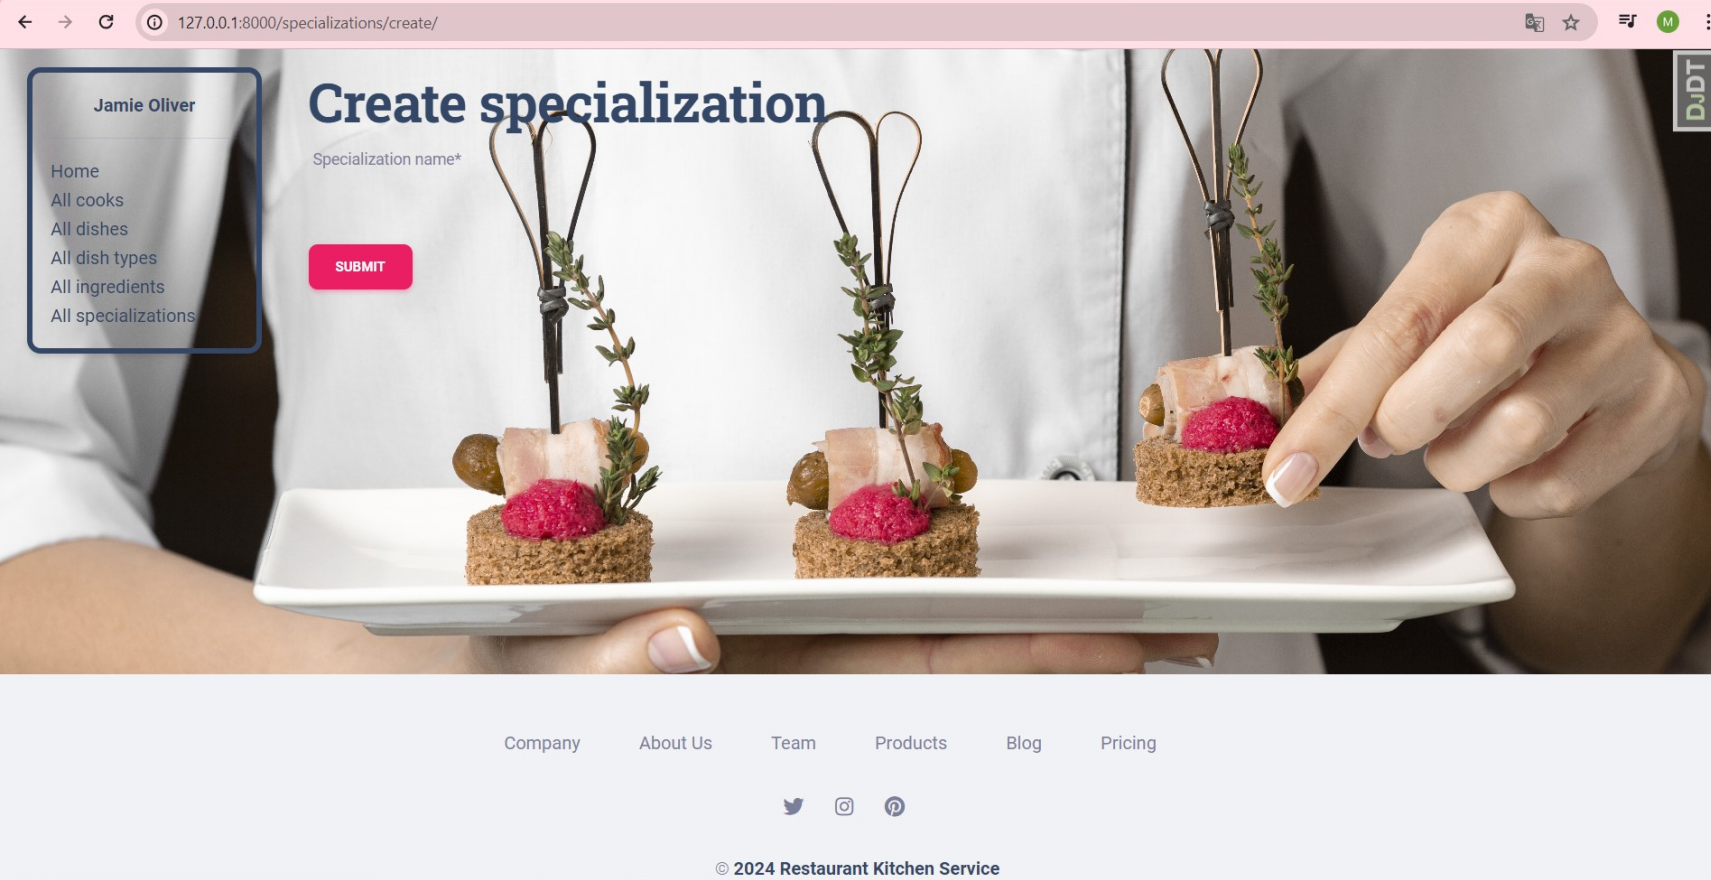 127.0.0.1:8000/specializations/create/
M
DJDT
Jamie Oliver
Home
All cooks
All dishes
All dish types
All ingredients
All specializations
Create specialization
Specialization name*
SUBMIT
Company About Us Team Products Blog Pricing
© 2024 Restaurant Kitchen Service